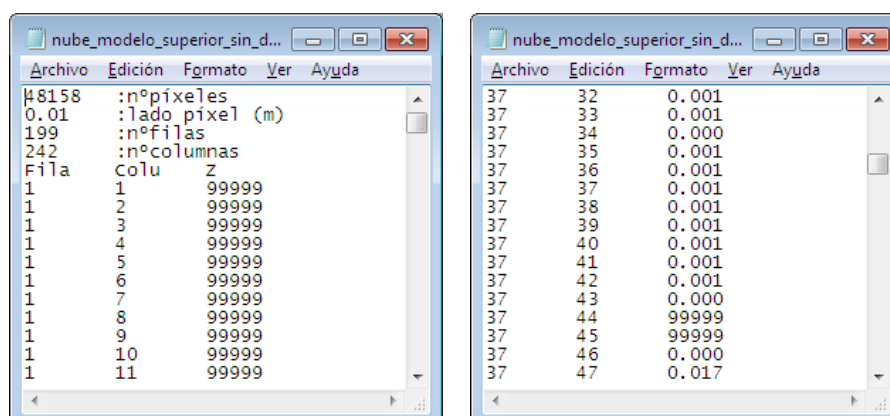 nube_modelo_superior_sin_d...
Archivo Edición Formato Ver Ayuda
48158 :nºpíxeles
0.01 :lado píxel (m)
199 :nºfilas
242 :nºcolumnas
Fila Colu Z
1 1 99999
1 2 99999
1 3 99999
1 4 99999
1 5 99999
1 6 99999
1 7 99999
1 8 99999
1 9 99999
1 10 99999
1 11 99999
nube_modelo_superior_sin_d...
Archivo Edición Formato Ver Ayuda
37 32 0.001
37 33 0.001
37 34 0.000
37 35 0.001
37 36 0.001
37 37 0.001
37 38 0.001
37 39 0.001
37 40 0.001
37 41 0.001
37 42 0.001
37 43 0.000
37 44 99999
37 45 99999
37 46 0.000
37 47 0.017